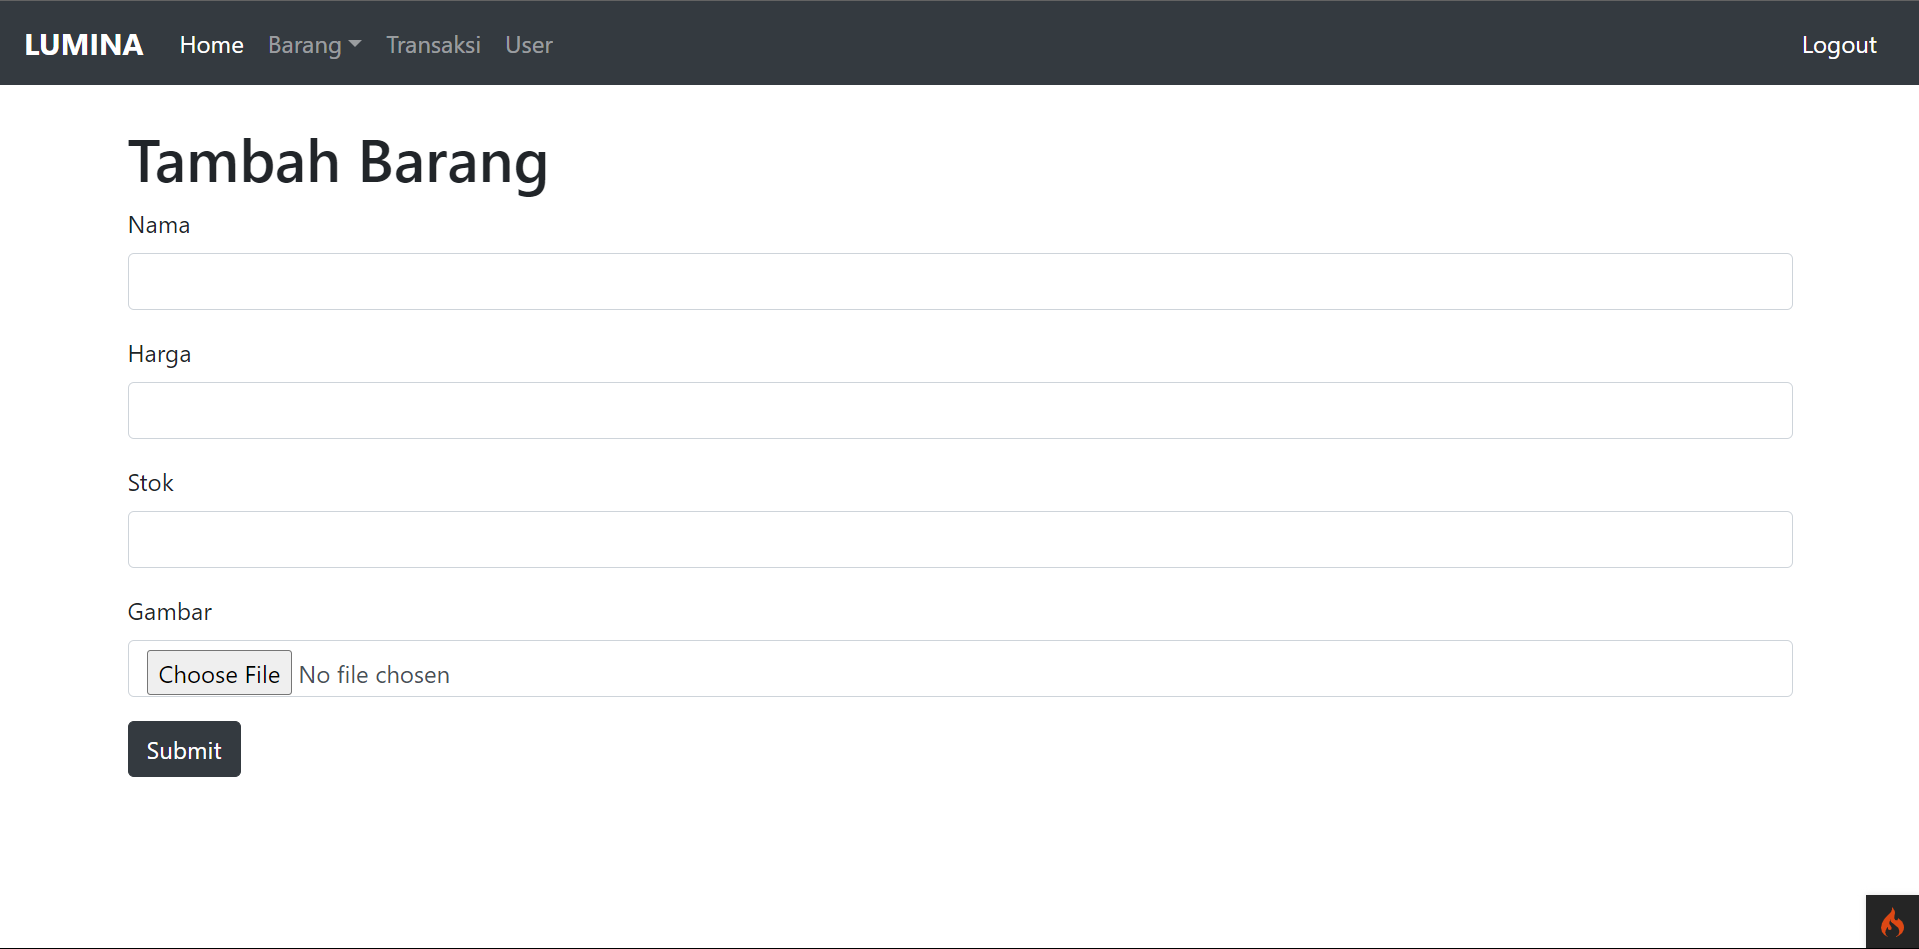 LUMINA Home Barang Transaksi User Logout
Tambah Barang
Nama
Harga
Stok
Gambar
Choose File No file chosen
Submit